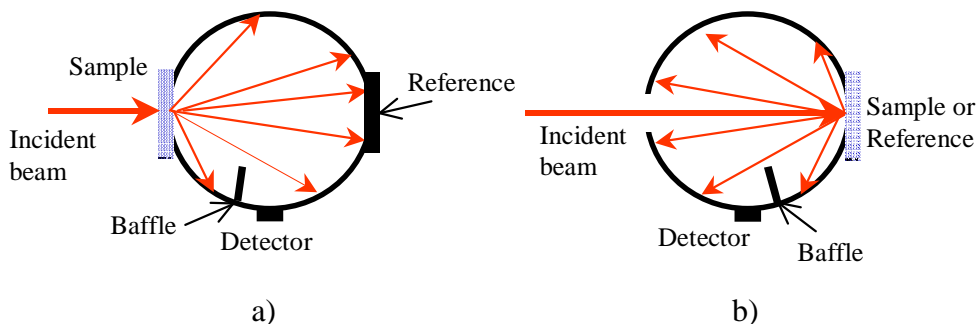 Sample
Reference
Incident
beam
Baffle
Detector
a)
Incident
beam
Sample or
Reference
Detector
Baffle
b)